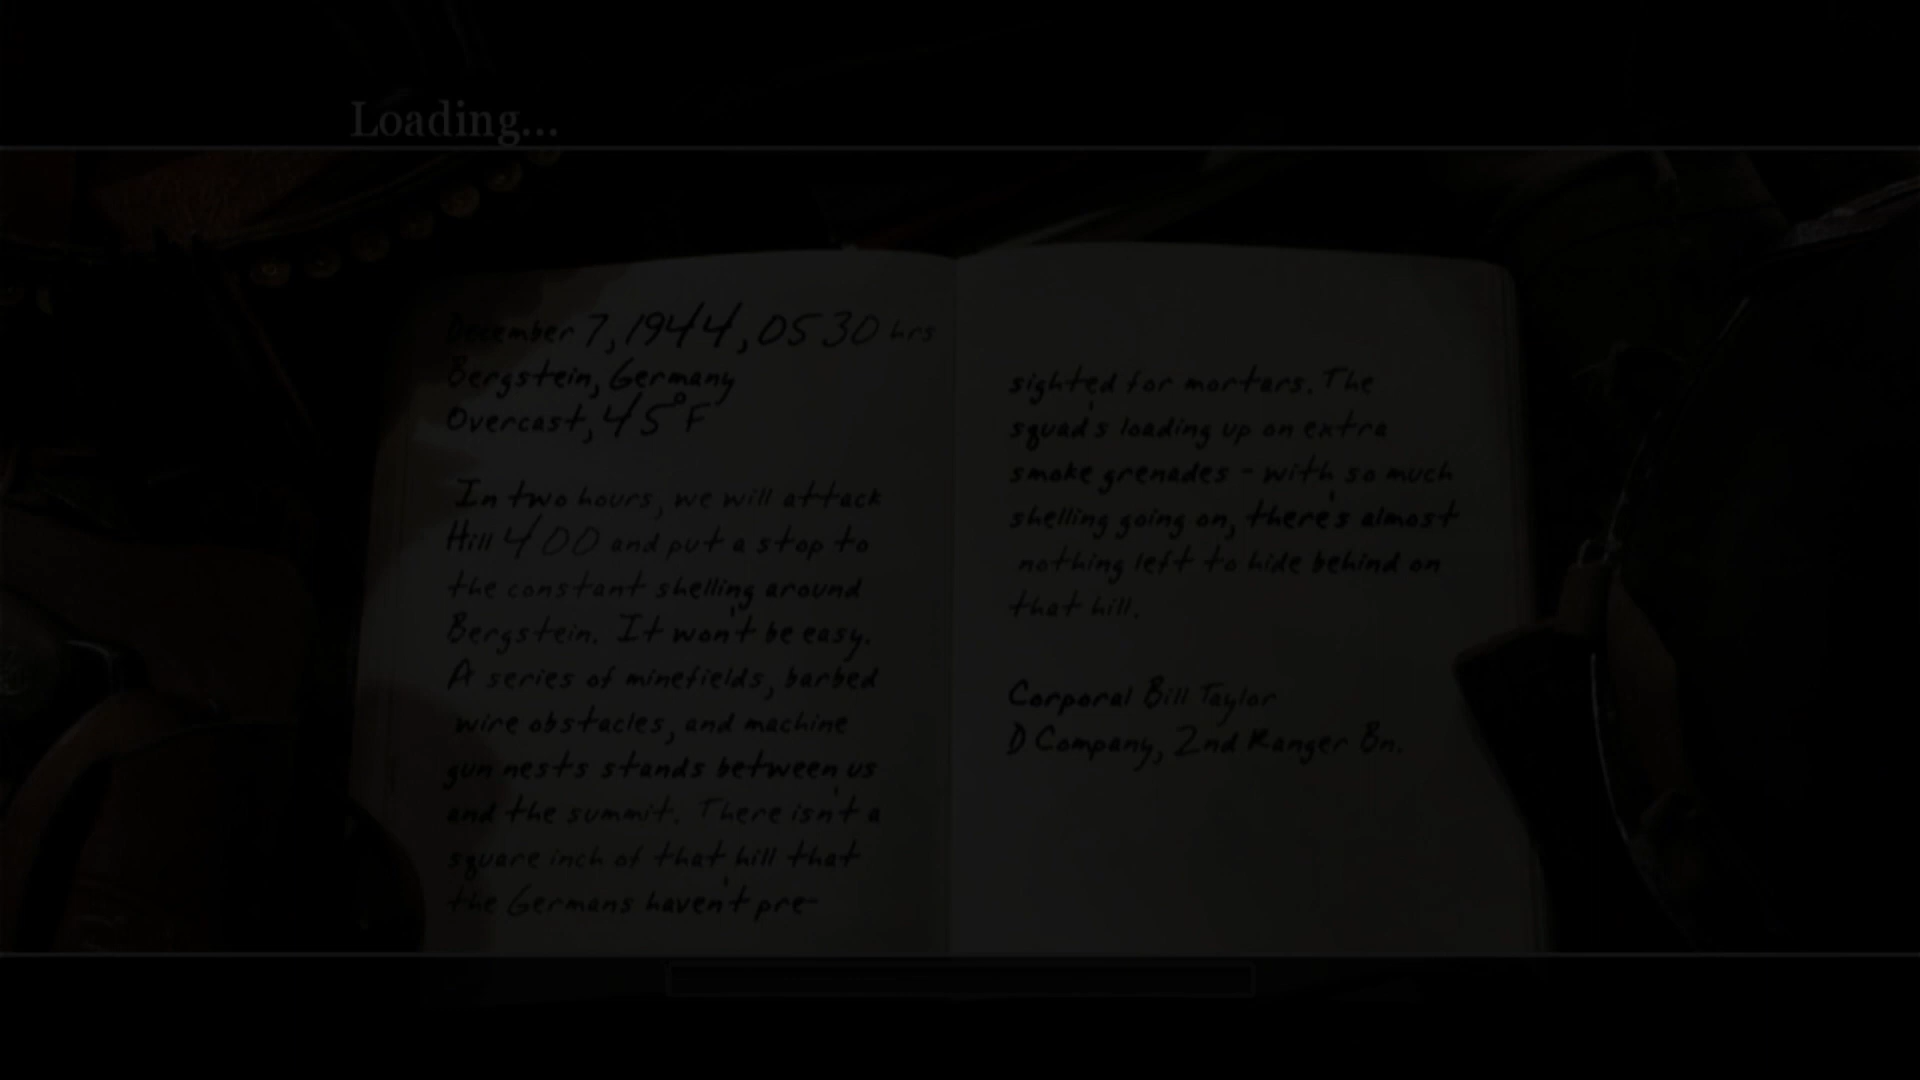 Loading...
December 7, 1944, 0530 hrs
Bergstein, Germany
Overcast, 45°F
In two hours, we will attack
Hill 400 and put a stop to
the constant shelling around
Bergstein. It won't be easy.
A series of minefields, barbed
wire obstacles, and machine
gun nests stands between us
and the summit. There isn't a
square inch of that hill that
the Germans haven't pre-
sighted for mortars. The
squad's loading up on extra
smoke grenades - with so much
shelling going on, there's almost
nothing left to hide behind on
that hill.
Corporal Bill Taylor
D Company, 2nd Ranger Bn.